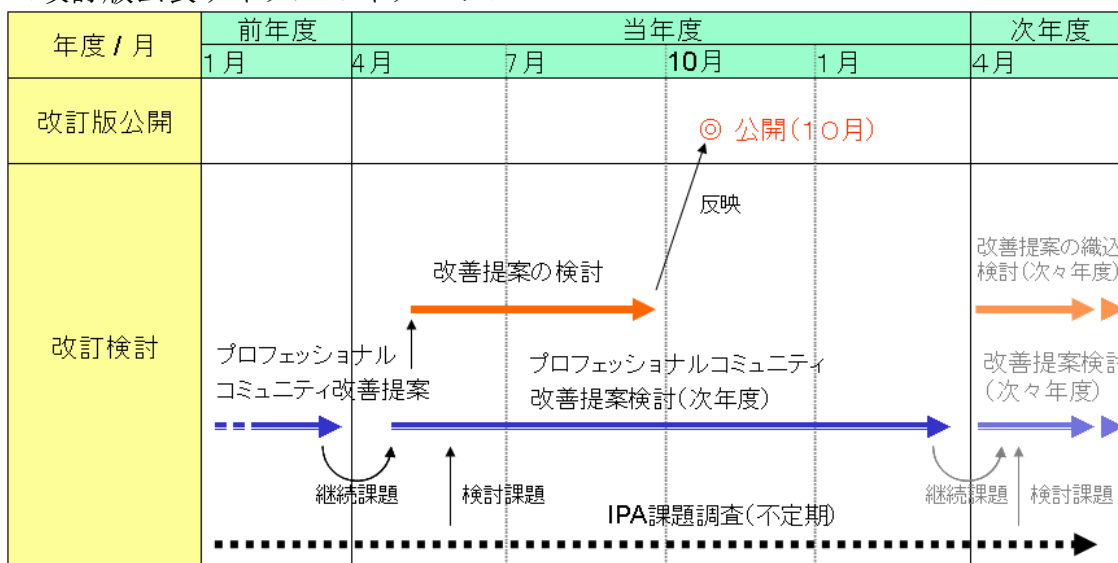 年度 / 月
前年度
当年度
次年度
1月
4月
7月
10月
1月
4月
改訂版公開
◎ 公開(10月)
反映
改訂検討
改善提案の検討
改善提案の織込
検討(次々年度)
プロフェッショナル
コミュニティ改善提案
プロフェッショナルコミュニティ
改善提案検討(次年度)
改善提案検討
(次々年度)
継続課題
検討課題
継続課題
検討課題
IPA課題調査(不定期)